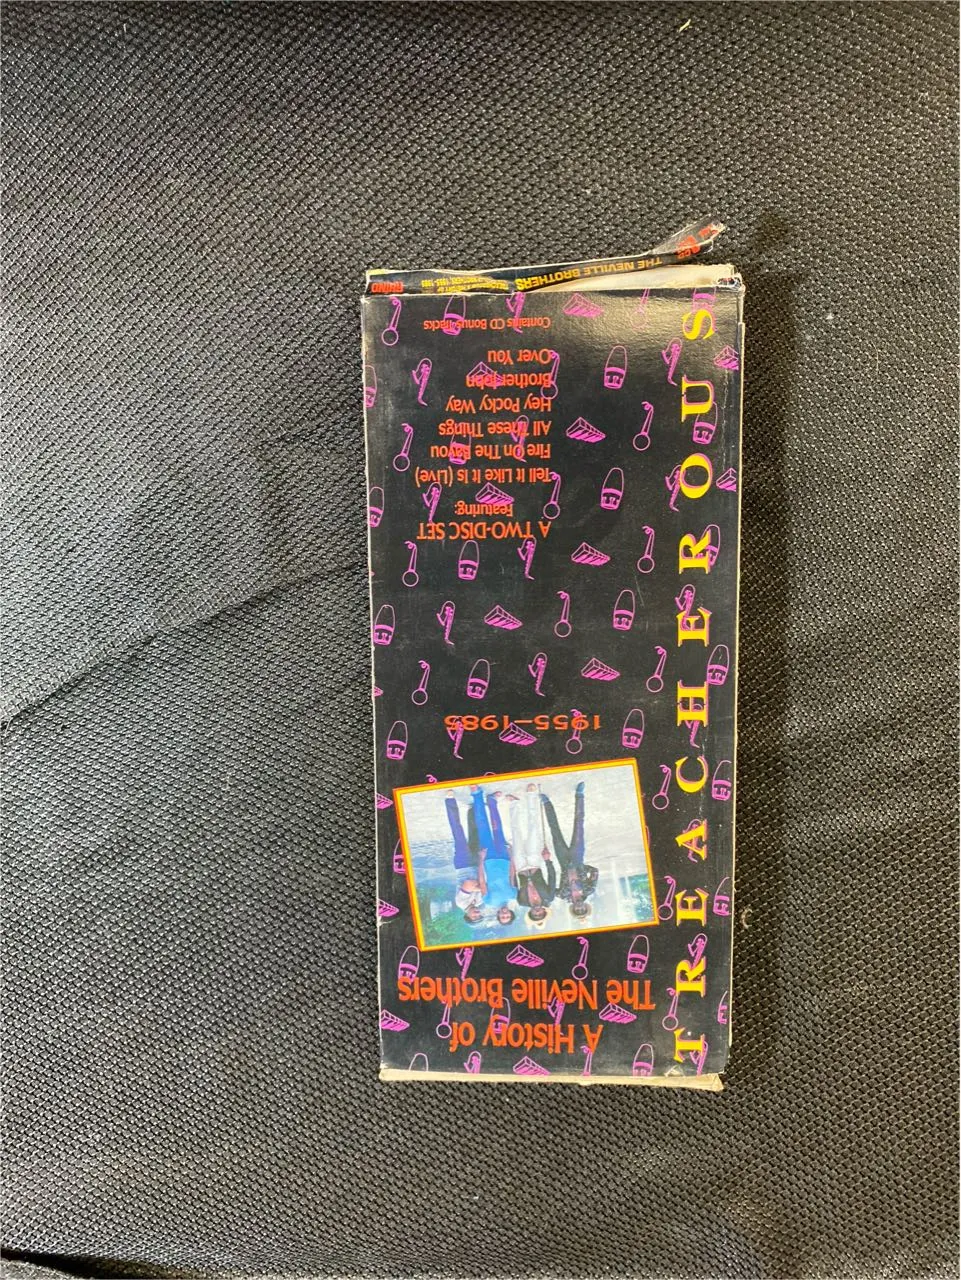 TREACHEROUS
A History of
The Neville Brothers
1955–1985
A TWO-DISC SET
Featuring:
Tell It Like It Is (Live)
Fire On The Bayou
All These Things
Hey Pocky Way
Brother John
Over You
Contains CD Bonus Tracks
RHINO
THE NEVILLE BROTHERS